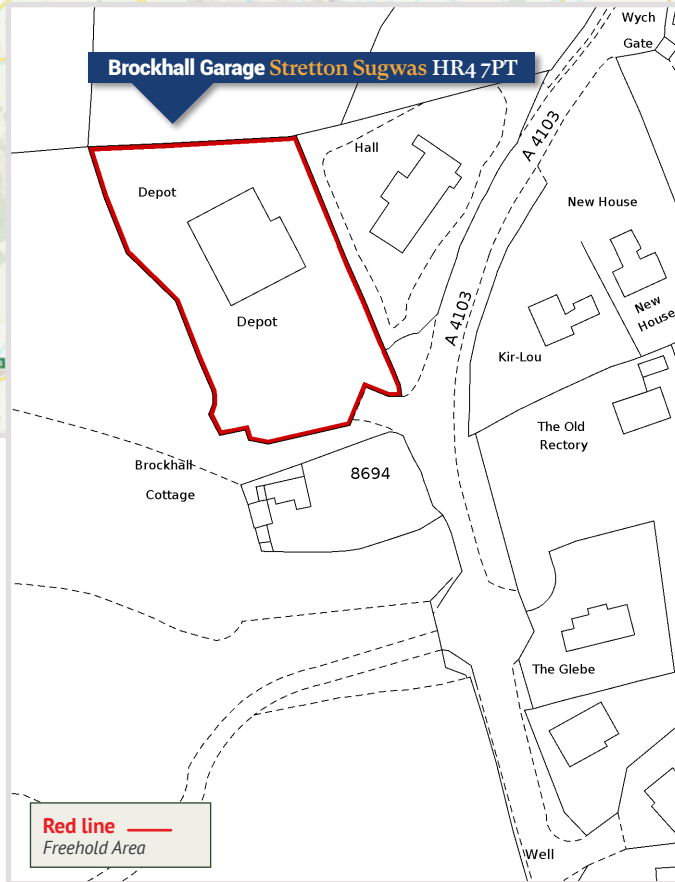 Wych
Gate
Brockhall Garage Stretton Sugwas HR4 7PT
A 4103
Hall
Depot
New House
Depot
A 4103
New
House
Kir-Lou
The Old
Rectory
Brockhall
Cottage
8694
The Glebe
Red line
Freehold Area
Well